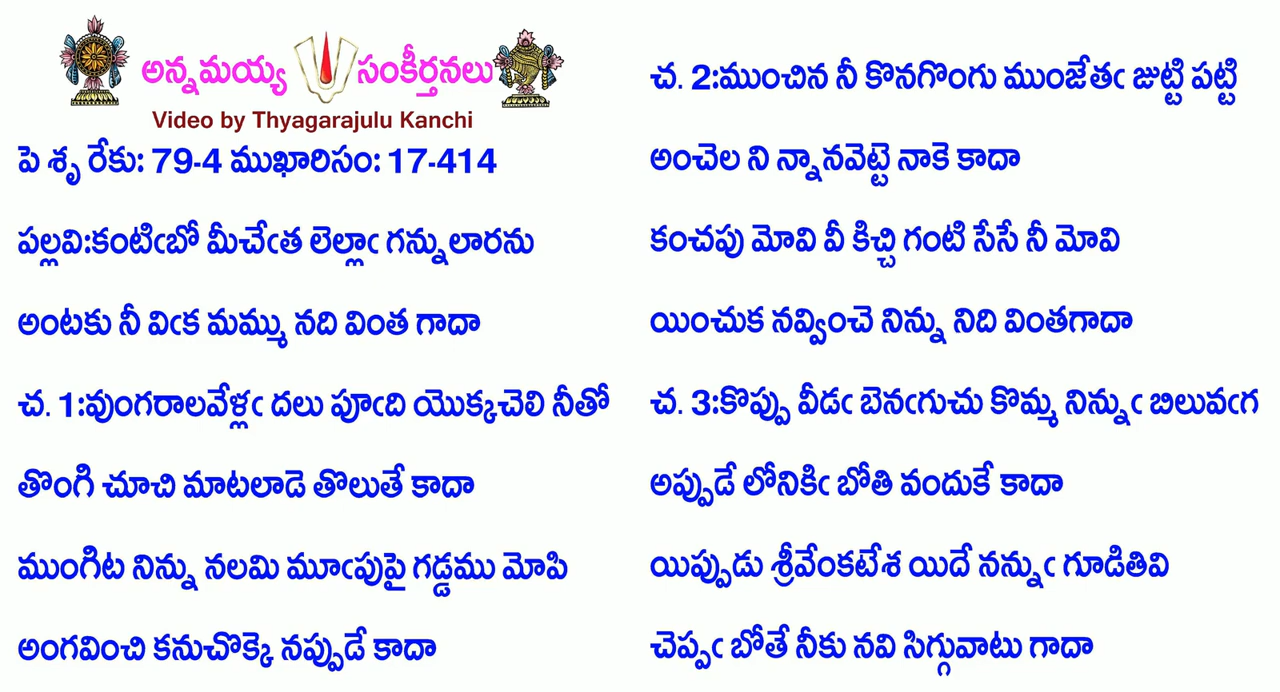 అన్నమయ్య సంకీర్తనలు
Video by Thyagarajulu Kanchi
పె శృ రేకు: 79-4 ముఖారిసం: 17-414
పల్లవి:కంటిఁబో మీచేఁత లెల్లాఁ గన్నులారను
అంటకు నీ విఁక మమ్ము నది వింత గాదా
చ. 1:వుంగరాలవేళ్లఁ దలు పూఁది యొక్కచెలి నీతో
తొంగి చూచి మాటలాడె తొలుతే కాదా
ముంగిట నిన్ను నలమి మూఁపుపై గడ్డము మోపి
అంగవించి కనుచొక్కె నప్పుడే కాదా
చ. 2:ముంచిన నీ కొనగొంగు ముంజేతఁ జుట్టి పట్టి
అంచెల ని న్నానవెట్టె నాకె కాదా
కంచపు మోవి వీ కిచ్చి గంటి సేసే నీ మోవి
యించుక నవ్వించె నిన్ను నిది వింతగాదా
చ. 3:కొప్పు వీడఁ బెనఁగుచు కొమ్మ నిన్నుఁ బిలువఁగ
అప్పుడే లోనికిఁ బోతి వందుకే కాదా
యిప్పుడు శ్రీవేంకటేశ యిదే నన్నుఁ గూడితివి
చెప్పఁ బోతే నీకు నవి సిగ్గువాటు గాదా